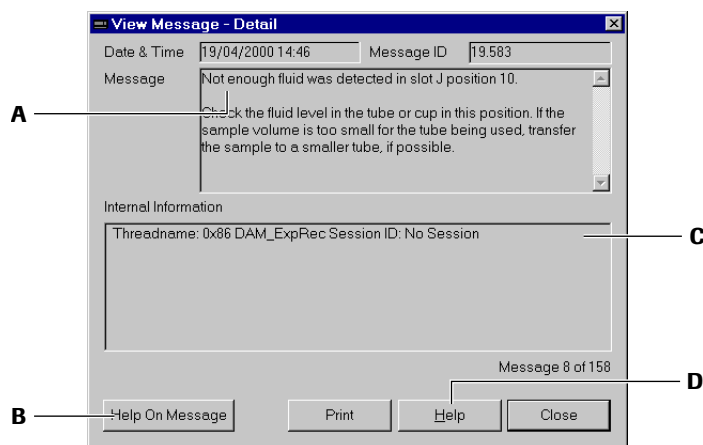 View Message - Detail
Date & Time 19/04/2000 14:46 Message ID 19.583
Message Not enough fluid was detected in slot J position 10.
A
Check the fluid level in the tube or cup in this position. If the
sample volume is too small for the tube being used, transfer
the sample to a smaller tube, if possible.
Internal Information
Threadname: 0x86 DAM_ExpRec Session ID: No Session
C
Message 8 of 158
D
B Help On Message Print Help Close